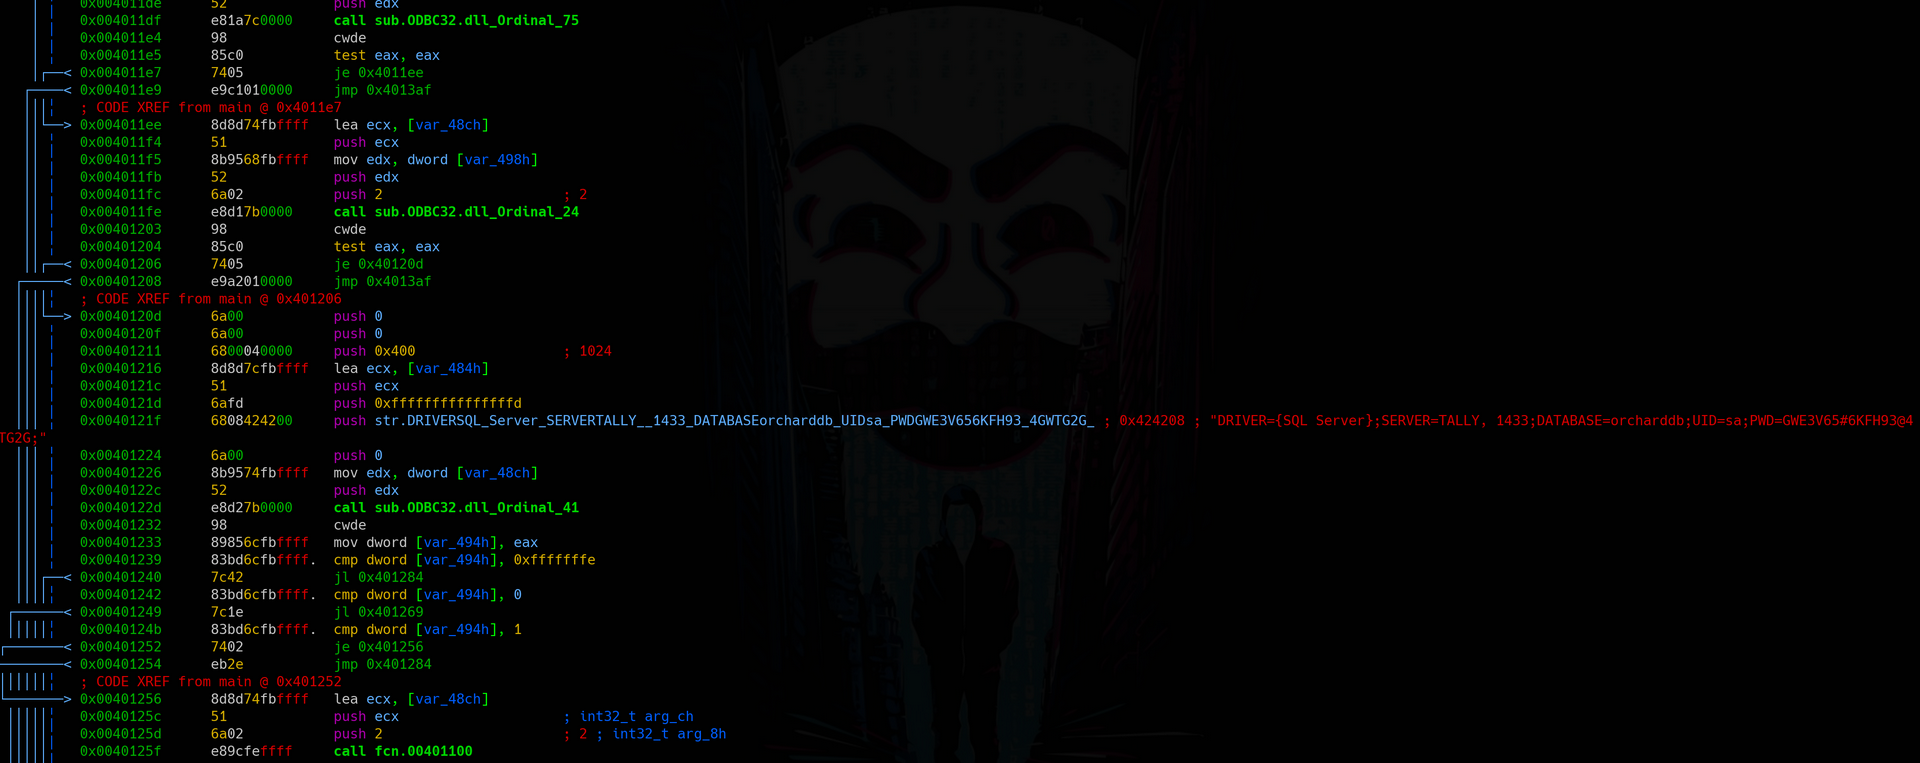 0x004011de 52 push edx
0x004011df e81a7c0000 call sub.ODBC32.dll_Ordinal_75
0x004011e4 98 cwde
0x004011e5 85c0 test eax, eax
0x004011e7 7405 je 0x4011ee
0x004011e9 e9c1010000 jmp 0x4013af
; CODE XREF from main @ 0x4011e7
0x004011ee 8d8d74fbffff lea ecx, [var_48ch]
0x004011f4 51 push ecx
0x004011f5 8b9568fbffff mov edx, dword [var_498h]
0x004011fb 52 push edx
0x004011fc 6a02 push 2 ; 2
0x004011fe e8d17b0000 call sub.ODBC32.dll_Ordinal_24
0x00401203 98 cwde
0x00401204 85c0 test eax, eax
0x00401206 7405 je 0x40120d
0x00401208 e9a2010000 jmp 0x4013af
; CODE XREF from main @ 0x401206
0x0040120d 6a00 push 0
0x0040120f 6a00 push 0
0x00401211 6800040000 push 0x400 ; 1024
0x00401216 8d8d7cfbffff lea ecx, [var_484h]
0x0040121c 51 push ecx
0x0040121d 6afd push 0xfffffffffffffffd
0x0040121f 6808424200 push str.DRIVERSQL_Server_SERVERTALLY__1433_DATABASEorcharddb_UIDsa_PWDGWE3V656KFH93_4GWTG2G_ ; 0x424208 ; "DRIVER={SQL Server};SERVER=TALLY, 1433;DATABASE=orcharddb;UID=sa;PWD=GWE3V65#6KFH93@4
TG2G;"
0x00401224 6a00 push 0
0x00401226 8b9574fbffff mov edx, dword [var_48ch]
0x0040122c 52 push edx
0x0040122d e8d27b0000 call sub.ODBC32.dll_Ordinal_41
0x00401232 98 cwde
0x00401233 89856cfbffff mov dword [var_494h], eax
0x00401239 83bd6cfbffff. cmp dword [var_494h], 0xfffffffe
0x00401240 7c42 jl 0x401284
0x00401242 83bd6cfbffff. cmp dword [var_494h], 0
0x00401249 7c1e jl 0x401269
0x0040124b 83bd6cfbffff. cmp dword [var_494h], 1
0x00401252 7402 je 0x401256
0x00401254 eb2e jmp 0x401284
; CODE XREF from main @ 0x401252
0x00401256 8d8d74fbffff lea ecx, [var_48ch]
0x0040125c 51 push ecx ; int32_t arg_ch
0x0040125d 6a02 push 2 ; 2 ; int32_t arg_8h
0x0040125f e89cfeffff call fcn.00401100